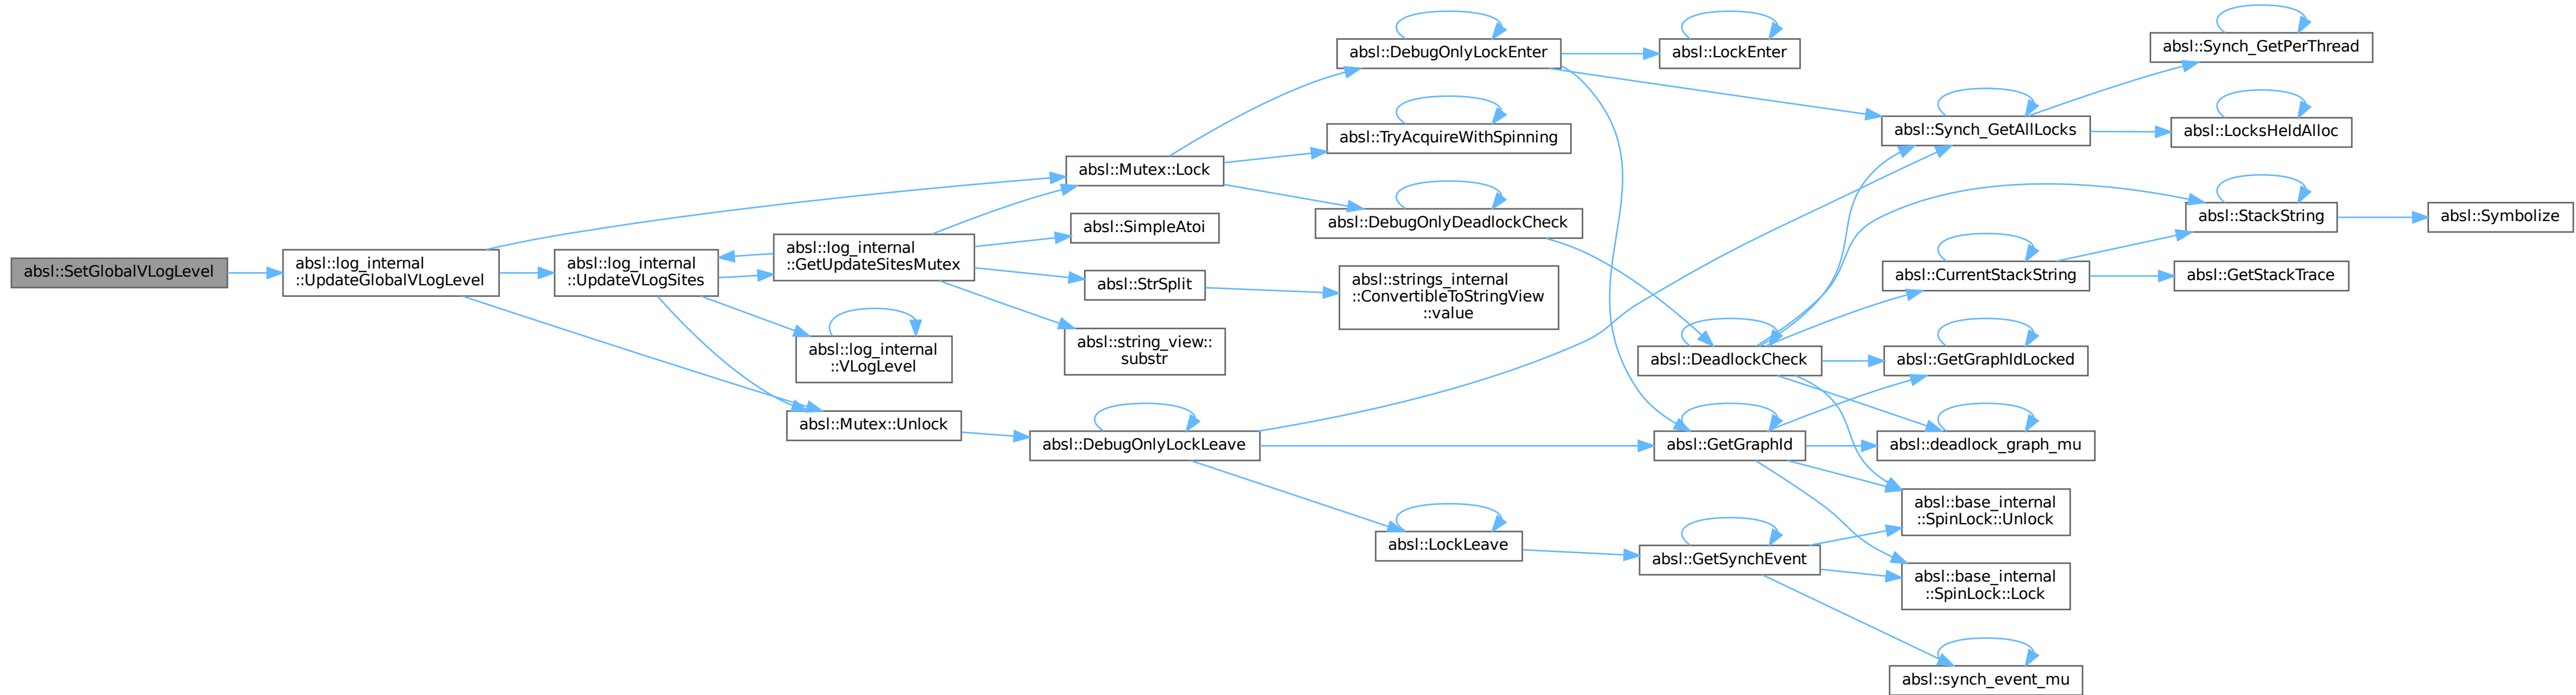 absl::SetGlobalVLogLevel
absl::log_internal
::UpdateGlobalVLogLevel
absl::log_internal
::UpdateVLogSites
absl::log_internal
::GetUpdateSitesMutex
absl::log_internal
::VLogLevel
absl::Mutex::Unlock
absl::Mutex::Lock
absl::SimpleAtoi
absl::StrSplit
absl::string_view::
substr
absl::DebugOnlyLockLeave
absl::DebugOnlyLockEnter
absl::TryAcquireWithSpinning
absl::DebugOnlyDeadlockCheck
absl::strings_internal
::ConvertibleToStringView
::value
absl::LockLeave
absl::LockEnter
absl::DeadlockCheck
absl::GetGraphId
absl::GetSynchEvent
absl::Synch_GetAllLocks
absl::CurrentStackString
absl::GetGraphIdLocked
absl::deadlock_graph_mu
absl::base_internal
::SpinLock::Unlock
absl::base_internal
::SpinLock::Lock
absl::synch_event_mu
absl::Synch_GetPerThread
absl::LocksHeldAlloc
absl::StackString
absl::GetStackTrace
absl::Symbolize